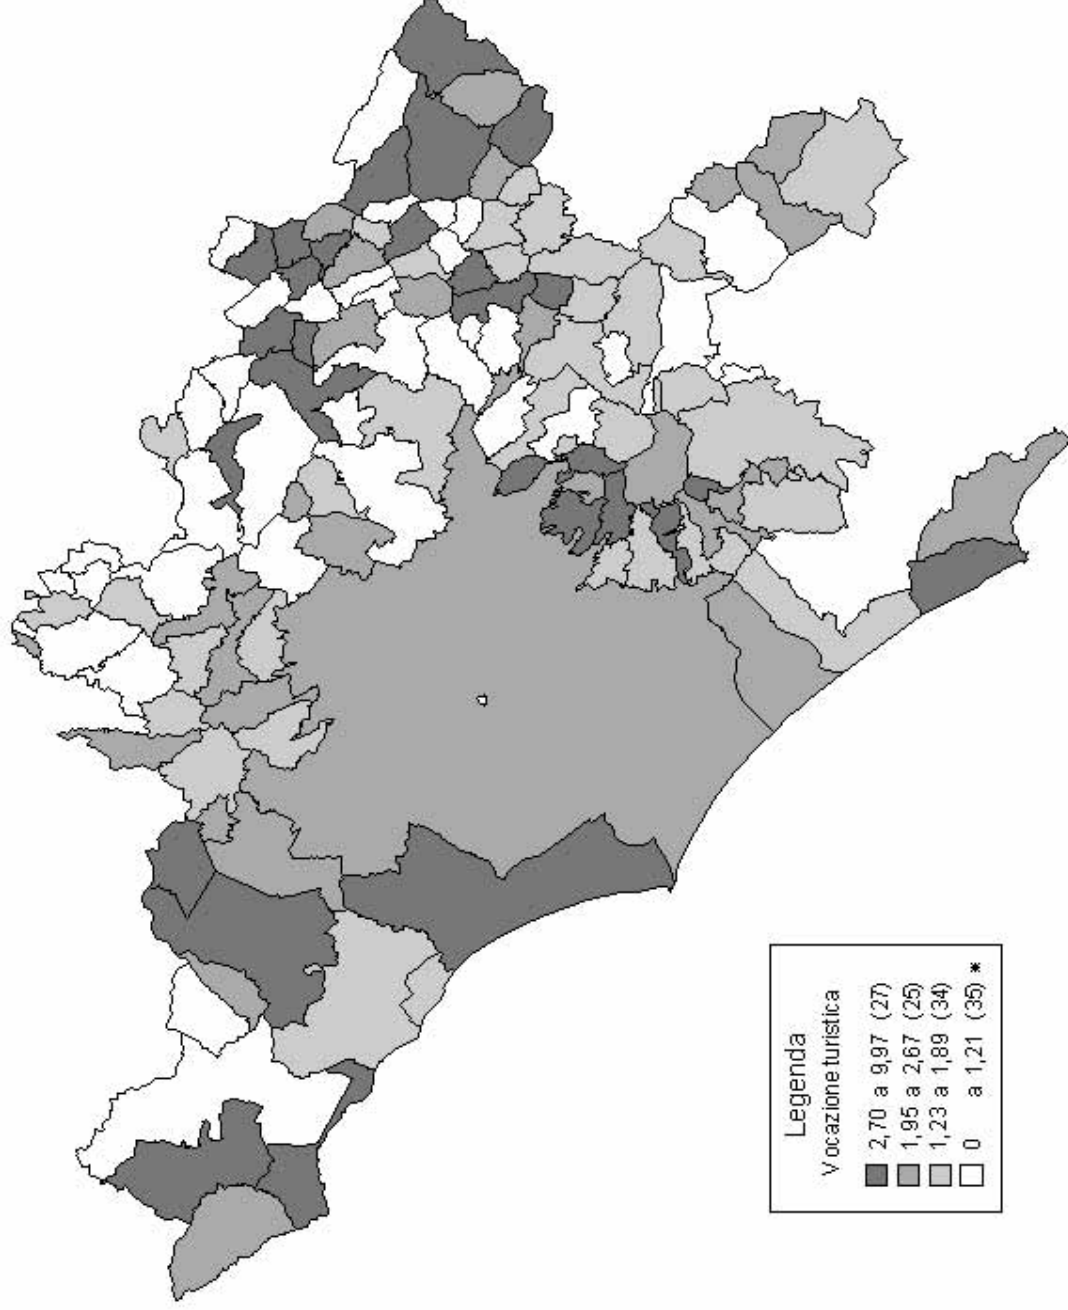 Legenda
Vocazione turistica
2,70 a 9,97 (27)
1,95 a 2,67 (25)
1,23 a 1,89 (34)
0 a 1,21 (35) *